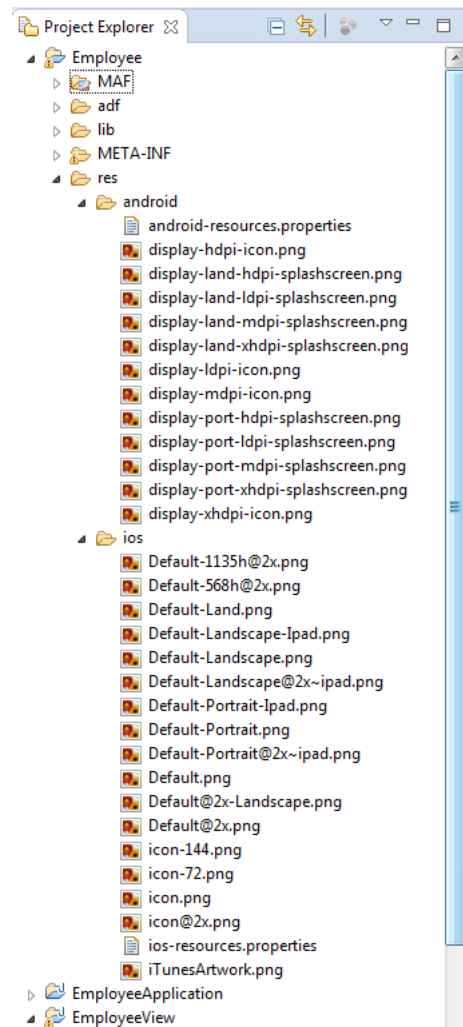 Project Explorer
Employee
MAF
adf
lib
META-INF
res
android
android-resources.properties
display-hdpi-icon.png
display-land-hdpi-splashscreen.png
display-land-ldpi-splashscreen.png
display-land-mdpi-splashscreen.png
display-land-xhdpi-splashscreen.png
display-ldpi-icon.png
display-mdpi-icon.png
display-port-hdpi-splashscreen.png
display-port-ldpi-splashscreen.png
display-port-mdpi-splashscreen.png
display-port-xhdpi-splashscreen.png
display-xhdpi-icon.png
ios
Default-1135h@2x.png
Default-568h@2x.png
Default-Land.png
Default-Landscape-Ipad.png
Default-Landscape.png
Default-Landscape@2x~ipad.png
Default-Portrait-Ipad.png
Default-Portrait.png
Default-Portrait@2x~ipad.png
Default.png
Default@2x-Landscape.png
Default@2x.png
icon-144.png
icon-72.png
icon.png
icon@2x.png
ios-resources.properties
iTunesArtwork.png
EmployeeApplication
EmployeeView